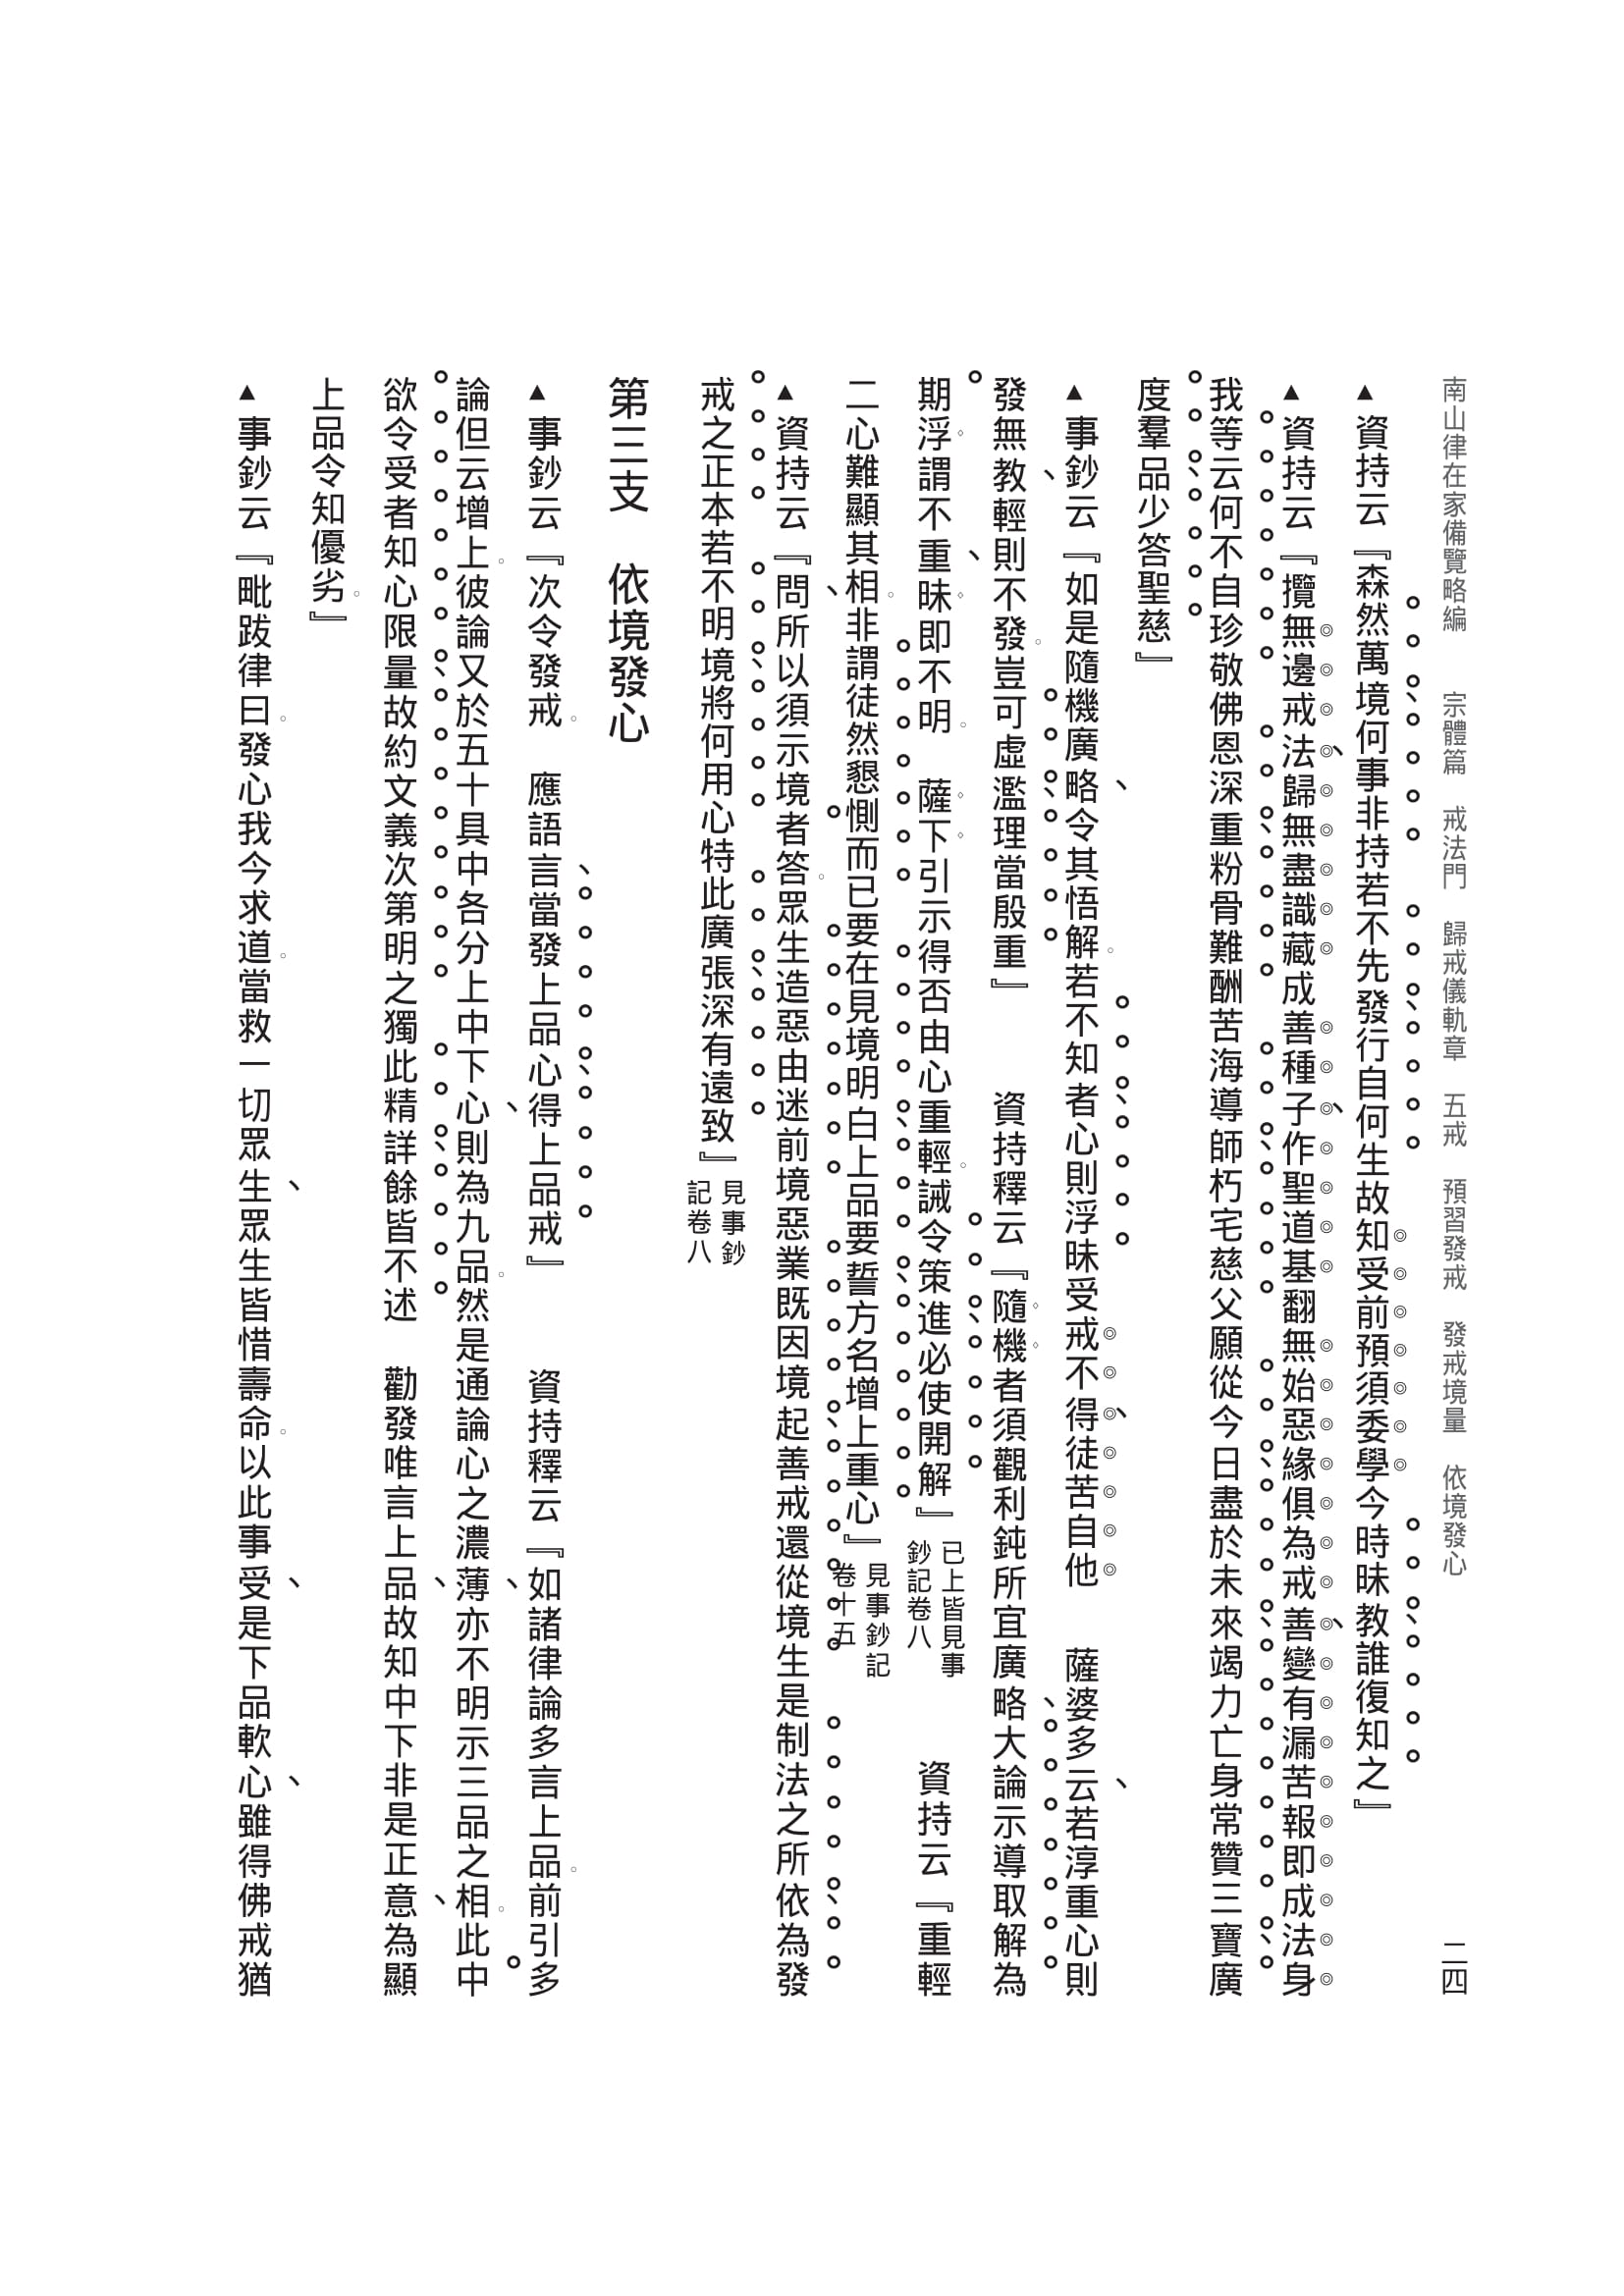 南山律在家備覽略編　宗體篇　戒法門　歸戒儀軌章　五戒　預習發戒　發戒境量　依境發心
二四
▲資持云『森然萬境何事非持若不先發行自何生故知受前預須委學今時昧教誰復知之』
▲資持云『攬無邊戒法歸無盡識藏成善種子作聖道基翻無始惡緣俱為戒善變有漏苦報即成法身
我等云何不自珍敬佛恩深重粉骨難酬苦海導師朽宅慈父願從今日盡於未來竭力亡身常贊三寶廣
度羣品少答聖慈』
▲事鈔云『如是隨機廣略令其悟解若不知者心則浮昧受戒不得徒苦自他　薩婆多云若淳重心則
發無教輕則不發豈可虛濫理當殷重』　資持釋云『隨機者須觀利鈍所宜廣略大論示導取解為
期浮謂不重昧即不明　薩下引示得否由心重輕誡令策進必使開解』已上皆見事鈔記卷八　資持云『重輕
二心難顯其相非謂徒然懇惻而已要在見境明白上品要誓方名增上重心』見事鈔記卷十五
▲資持云『問所以須示境者答眾生造惡由迷前境惡業既因境起善戒還從境生是制法之所依為發
戒之正本若不明境將何用心特此廣張深有遠致』見事鈔記卷八
第三支　依境發心
▲事鈔云『次令發戒　應語言當發上品心得上品戒』　資持釋云『如諸律論多言上品前引多
論但云增上彼論又於五十具中各分上中下心則為九品然是通論心之濃薄亦不明示三品之相此中
欲令受者知心限量故約文義次第明之獨此精詳餘皆不述　勸發唯言上品故知中下非是正意為顯
上品令知優劣』
▲事鈔云『毗跋律曰發心我今求道當救一切眾生眾生皆惜壽命以此事受是下品軟心雖得佛戒猶